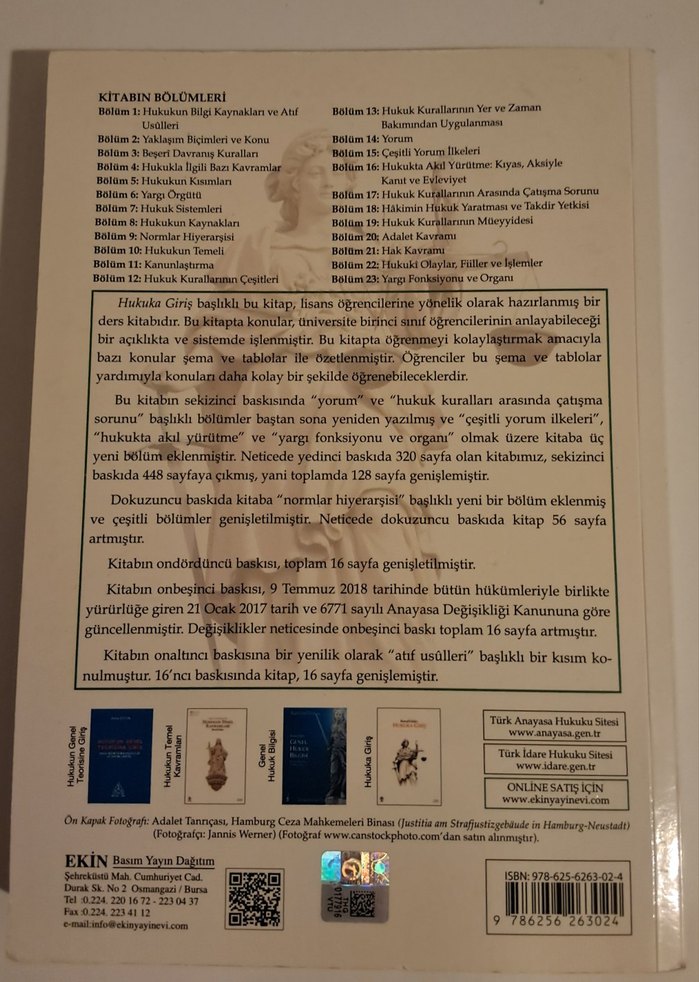 KİTABIN BÖLÜMLERİ
Bölüm 1: Hukukun Bilgi Kaynakları ve Atıf
Usûlleri
Bölüm 2: Yaklaşım Biçimleri ve Konu
Bölüm 3: Beşerî Davranış Kuralları
Bölüm 4: Hukukla İlgili Bazı Kavramlar
Bölüm 5: Hukukun Kısımları
Bölüm 6: Yargı Örgütü
Bölüm 7: Hukuk Sistemleri
Bölüm 8: Hukukun Kaynakları
Bölüm 9: Normlar Hiyerarşisi
Bölüm 10: Hukukun Temeli
Bölüm 11: Kanunlaştırma
Bölüm 12: Hukuk Kurallarının Çeşitleri
Bölüm 13: Hukuk Kurallarının Yer ve Zaman
Bakımından Uygulanması
Bölüm 14: Yorum
Bölüm 15: Çeşitli Yorum İlkeleri
Bölüm 16: Hukukta Akıl Yürütme: Kıyas, Aksiyle
Kanıt ve Evleviyet
Bölüm 17: Hukuk Kurallarının Arasında Çatışma Sorunu
Bölüm 18: Hâkimin Hukuk Yaratması ve Takdir Yetkisi
Bölüm 19: Hukuk Kurallarının Müeyyidesi
Bölüm 20: Adalet Kavramı
Bölüm 21: Hak Kavramı
Bölüm 22: Hukukî Olaylar, Fiiller ve İşlemler
Bölüm 23: Yargı Fonksiyonu ve Organı
Hukuka Giriş başlıklı bu kitap, lisans öğrencilerine yönelik olarak hazırlanmış bir
ders kitabıdır. Bu kitapta konular, üniversite birinci sınıf öğrencilerinin anlayabileceği
bir açıklıkta ve sistemde işlenmiştir. Bu kitapta öğrenmeyi kolaylaştırmak amacıyla
bazı konular şema ve tablolar ile özetlenmiştir. Öğrenciler bu şema ve tablolar
yardımıyla konuları daha kolay bir şekilde öğrenebileceklerdir.
Bu kitabın sekizinci baskısında “yorum” ve “hukuk kuralları arasında çatışma
sorunu” başlıklı bölümler baştan sona yeniden yazılmış ve “çeşitli yorum ilkeleri”,
“hukukta akıl yürütme” ve “yargı fonksiyonu ve organı” olmak üzere kitaba üç
yeni bölüm eklenmiştir. Neticede yedinci baskıda 320 sayfa olan kitabımız, sekizinci
baskıda 448 sayfaya çıkmış, yani toplamda 128 sayfa genişlemiştir.
Dokuzuncu baskıda kitaba “normlar hiyerarşisi” başlıklı yeni bir bölüm eklenmiş
ve çeşitli bölümler genişletilmiştir. Neticede dokuzuncu baskıda kitap 56 sayfa
artmıştır.
Kitabın ondördüncü baskısı, toplam 16 sayfa genişletilmiştir.
Kitabın onbeşinci baskısı, 9 Temmuz 2018 tarihinde bütün hükümleriyle birlikte
yürürlüğe giren 21 Ocak 2017 tarih ve 6771 sayılı Anayasa Değişikliği Kanununa göre
güncellenmiştir. Değişiklikler neticesinde onbeşinci baskı toplam 16 sayfa artmıştır.
Kitabın onaltıncı baskısına bir yenilik olarak “atıf usûlleri” başlıklı bir kısım ko-
nulmuştur. 16’ncı baskısında kitap, 16 sayfa genişlemiştir.
Hukukun Genel
Teorisine Giriş
Hukukun Temel
Kavramları
Genel
Hukuk Bilgisi
GENEL
HUKUK
BİLGİSİ
Hukuka Giriş
HUKUKA GİRİŞ
Türk Anayasa Hukuku Sitesi
www.anayasa.gen.tr
Türk İdare Hukuku Sitesi
www.idare.gen.tr
ONLINE SATIŞ İÇİN
www.ekinyayinevi.com
Ön Kapak Fotoğrafı: Adalet Tanrıçası, Hamburg Ceza Mahkemeleri Binası (Justitia am Strafjustizgebäude in Hamburg-Neustadt)
(Fotoğrafçı: Jannis Werner) (Fotoğraf www.canstockphoto.com’dan satın alınmıştır).
EKİN Basım Yayın Dağıtım
Şehreküstü Mah. Cumhuriyet Cad.
Durak Sk. No 2 Osmangazi / Bursa
Tel :0.224. 220 16 72 - 223 04 37
Fax :0.224. 223 41 12
e-mail:info@ekinyayinevi.com
ISBN: 978-625-6263-02-4
9 786256 263024